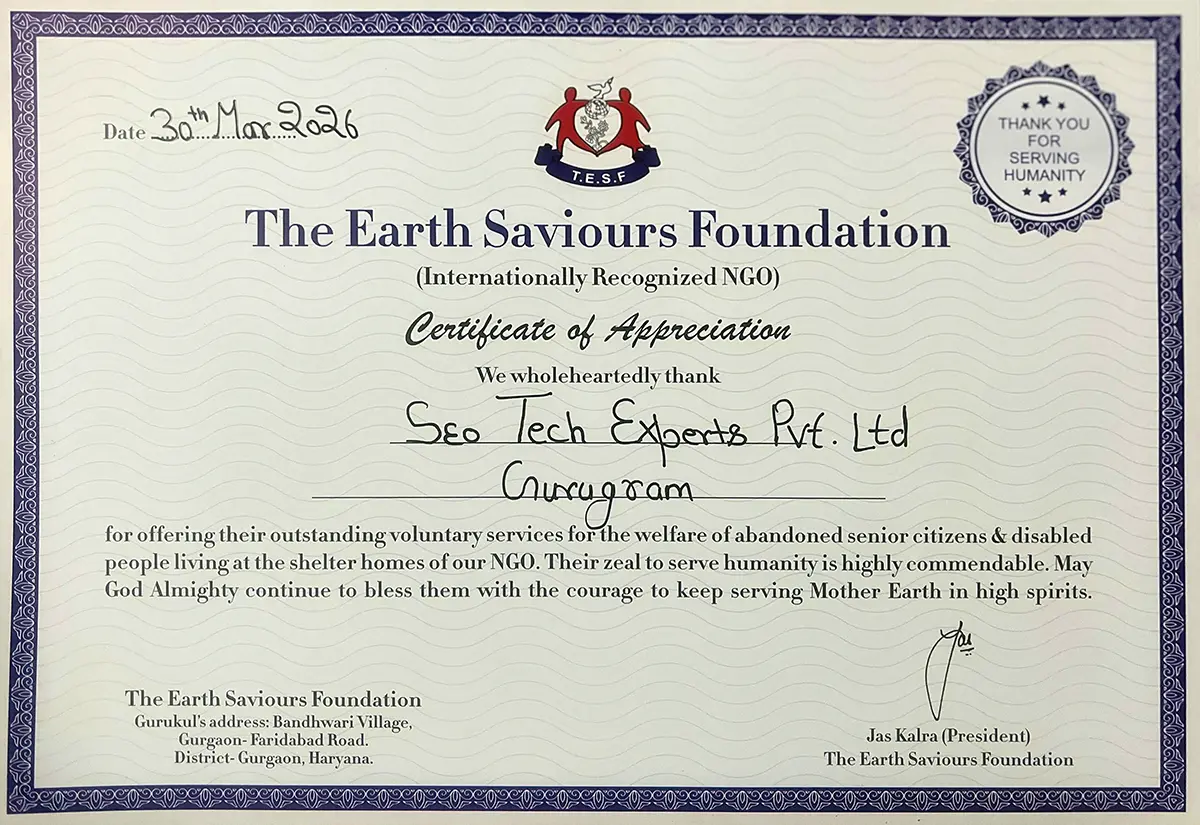 Date 30th Mar 2026
T.E.S.F
THANK YOU
FOR
SERVING
HUMANITY
The Earth Saviours Foundation
(Internationally Recognized NGO)
Certificate of Appreciation
We wholeheartedly thank
Seo Tech Experts Pvt. Ltd
Gurugram
for offering their outstanding voluntary services for the welfare of abandoned senior citizens & disabled
people living at the shelter homes of our NGO. Their zeal to serve humanity is highly commendable. May
God Almighty continue to bless them with the courage to keep serving Mother Earth in high spirits.
Jas
The Earth Saviours Foundation
Gurukul's address: Bandhwari Village,
Gurgaon- Faridabad Road.
District- Gurgaon, Haryana.
Jas Kalra (President)
The Earth Saviours Foundation